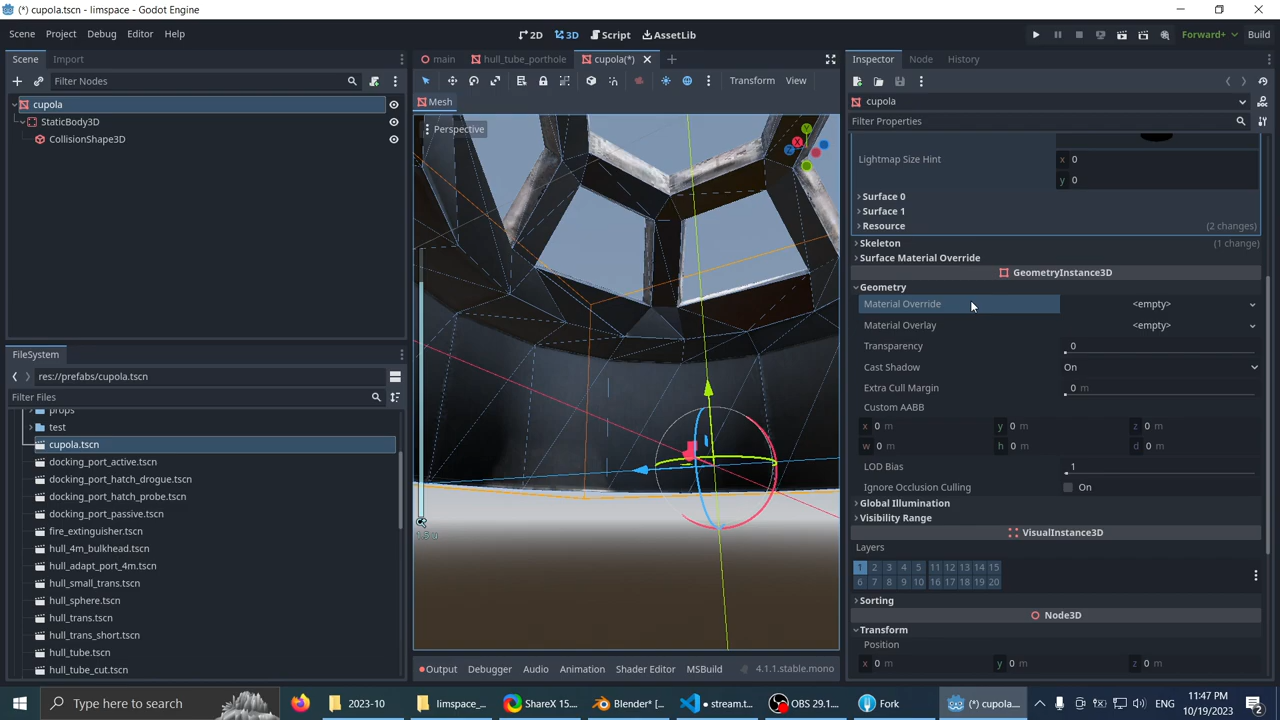 (*) cupola.tscn - limspace - Godot Engine
Scene Project Debug Editor Help
2D 3D Script AssetLib
Forward+ Build
Scene Import
Filter Nodes
cupola
StaticBody3D
CollisionShape3D
FileSystem
res://prefabs/cupola.tscn
Filter Files
props
test
cupola.tscn
docking_port_active.tscn
docking_port_hatch_drogue.tscn
docking_port_hatch_probe.tscn
docking_port_passive.tscn
fire_extinguisher.tscn
hull_4m_bulkhead.tscn
hull_adapt_port_4m.tscn
hull_small_trans.tscn
hull_sphere.tscn
hull_trans.tscn
hull_trans_short.tscn
hull_tube.tscn
hull_tube_cut.tscn
main hull_tube_porthole cupola(*)
Transform View
Mesh
Perspective
X
Y
Z
Output Debugger Audio Animation Shader Editor MSBuild 4.1.1.stable.mono
Inspector Node History
cupola
Filter Properties
Lightmap Size Hint x 0
y 0
Surface 0
Surface 1
Resource (2 changes)
Skeleton (1 change)
Surface Material Override
GeometryInstance3D
Geometry
Material Override <empty>
Material Overlay <empty>
Transparency 0
Cast Shadow On
Extra Cull Margin 0 m
Custom AABB
x 0 m y 0 m z 0 m
w 0 m h 0 m d 0 m
LOD Bias 1
Ignore Occlusion Culling On
Global Illumination
Visibility Range
VisualInstance3D
Layers
1 2 3 4 5 11 12 13 14 15
6 7 8 9 10 16 17 18 19 20
Sorting
Node3D
Transform
Position
x 0 m y 0 m z 0 m
Type here to search
2023-10
limspace_...
ShareX 15....
Blender* [...
● stream.t...
OBS 29.1...
Fork
(*) cupola...
ENG
11:47 PM
10/19/2023
2